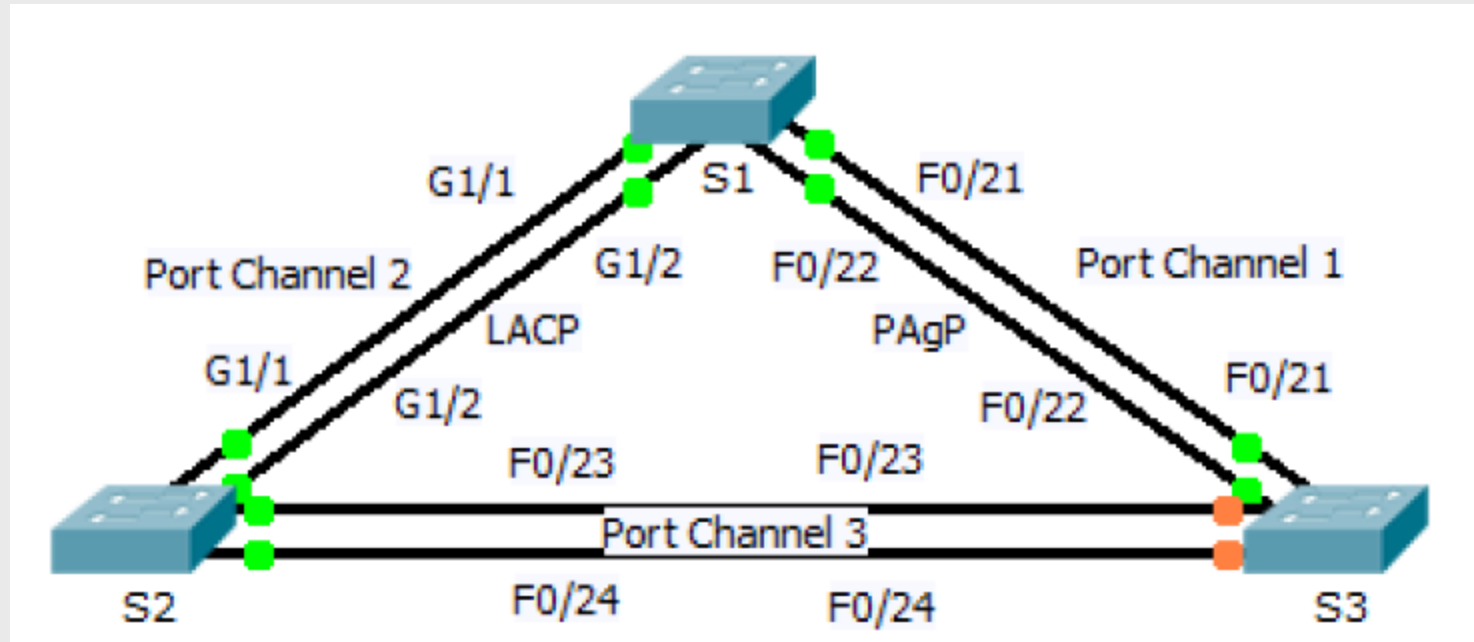 S1
G1/1
F0/21
G1/2
F0/22
Port Channel 2
Port Channel 1
LACP
PAgP
G1/1
F0/21
G1/2
F0/22
F0/23
F0/23
Port Channel 3
F0/24
F0/24
S2
S3